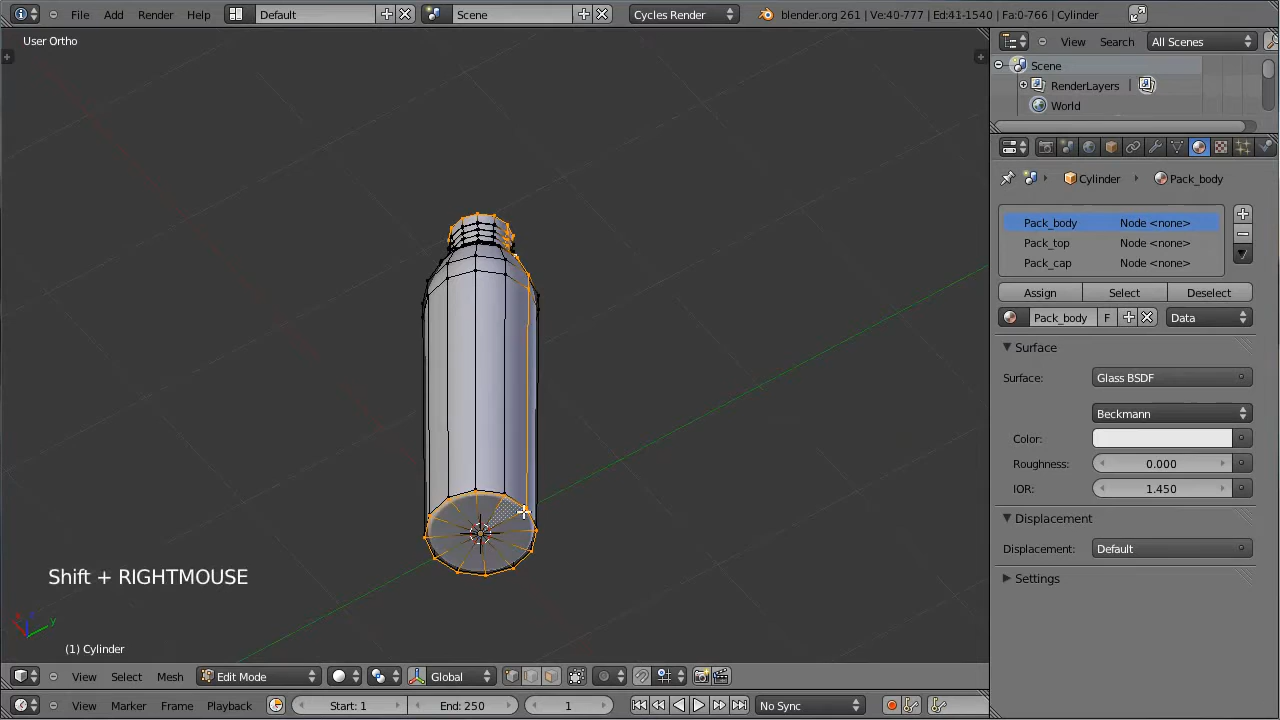 File Add Render Help Default Scene Cycles Render blender.org 261 | Ve:40-777 | Ed:41-1540 | Fa:0-766 | Cylinder
User Ortho
View Search All Scenes
Scene
RenderLayers
World
Cylinder Pack_body
Pack_body Node <none>
Pack_top Node <none>
Pack_cap Node <none>
Assign Select Deselect
Pack_body F Data
Surface
Surface: Glass BSDF
Beckmann
Color:
Roughness: 0.000
IOR: 1.450
Displacement
Displacement: Default
Settings
Shift + RIGHTMOUSE
x z y
(1) Cylinder
View Select Mesh Edit Mode Global
View Marker Frame Playback Start: 1 End: 250 1 No Sync